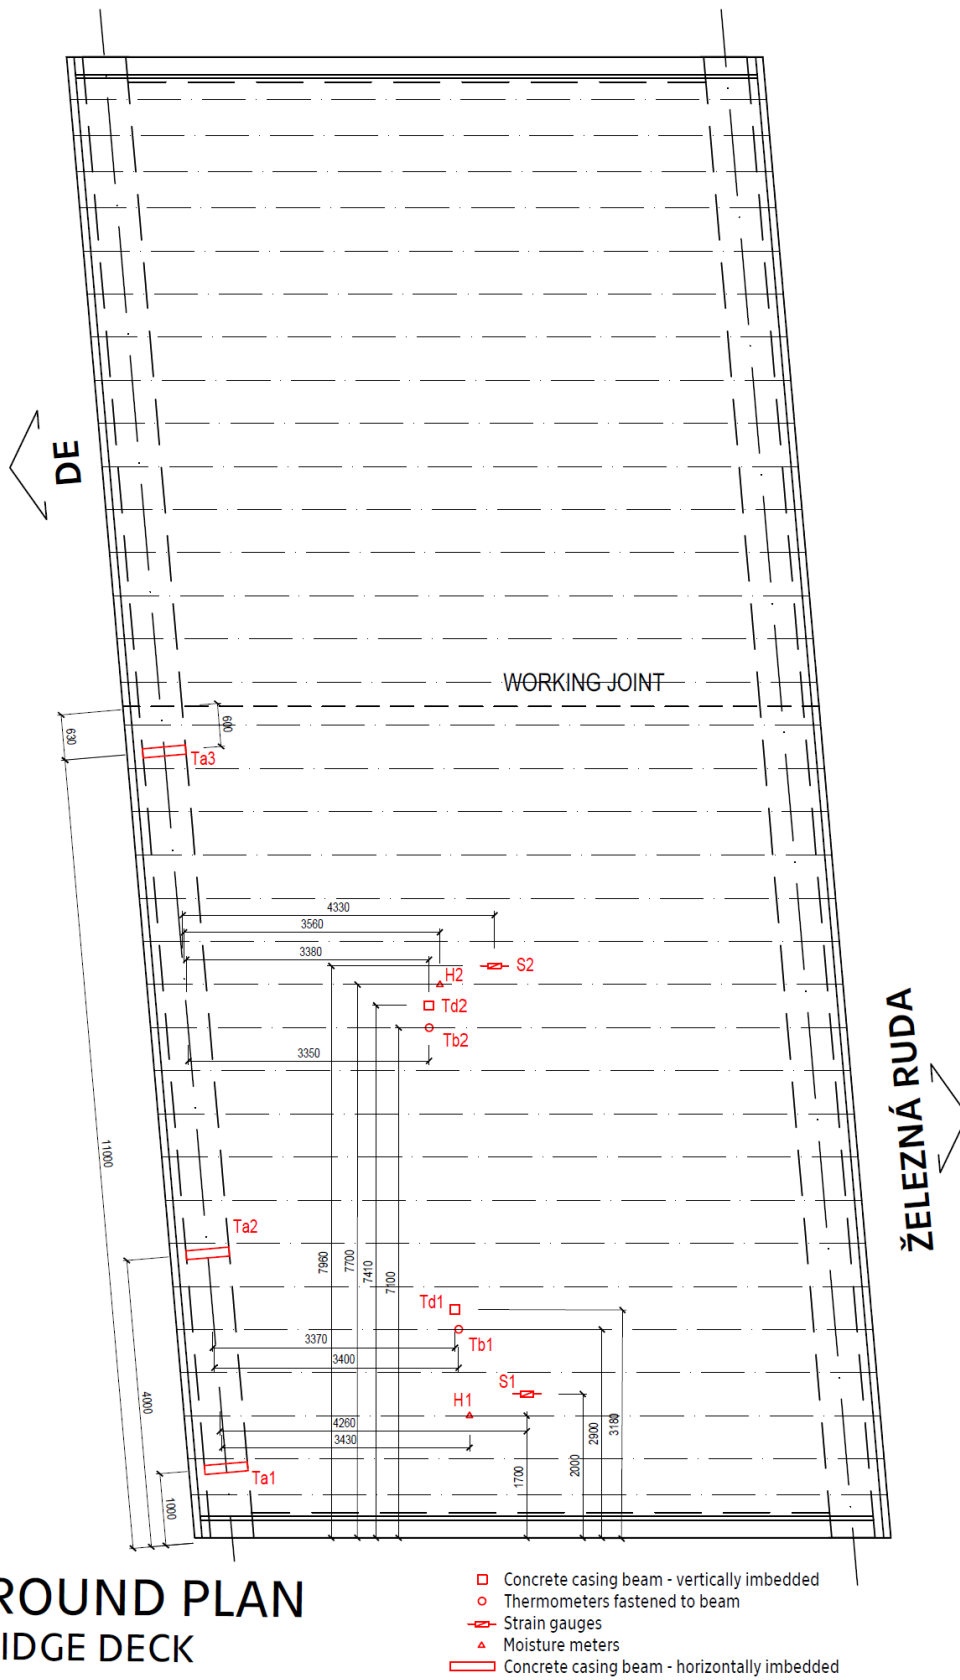 DE
WORKING JOINT
600
630
Ta3
4330
3560
3380
S2
H2
Td2
Tb2
3350
ŽELEZNÁ RUDA
11000
Ta2
7960
7700
7410
7100
Td1
3370
Tb1
3400
S1
H1
4000
4260
3430
3180
2900
2000
1700
Ta1
1000
ROUND PLAN
IDGE DECK
Concrete casing beam - vertically imbedded
Thermometers fastened to beam
Strain gauges
Moisture meters
Concrete casing beam - horizontally imbedded